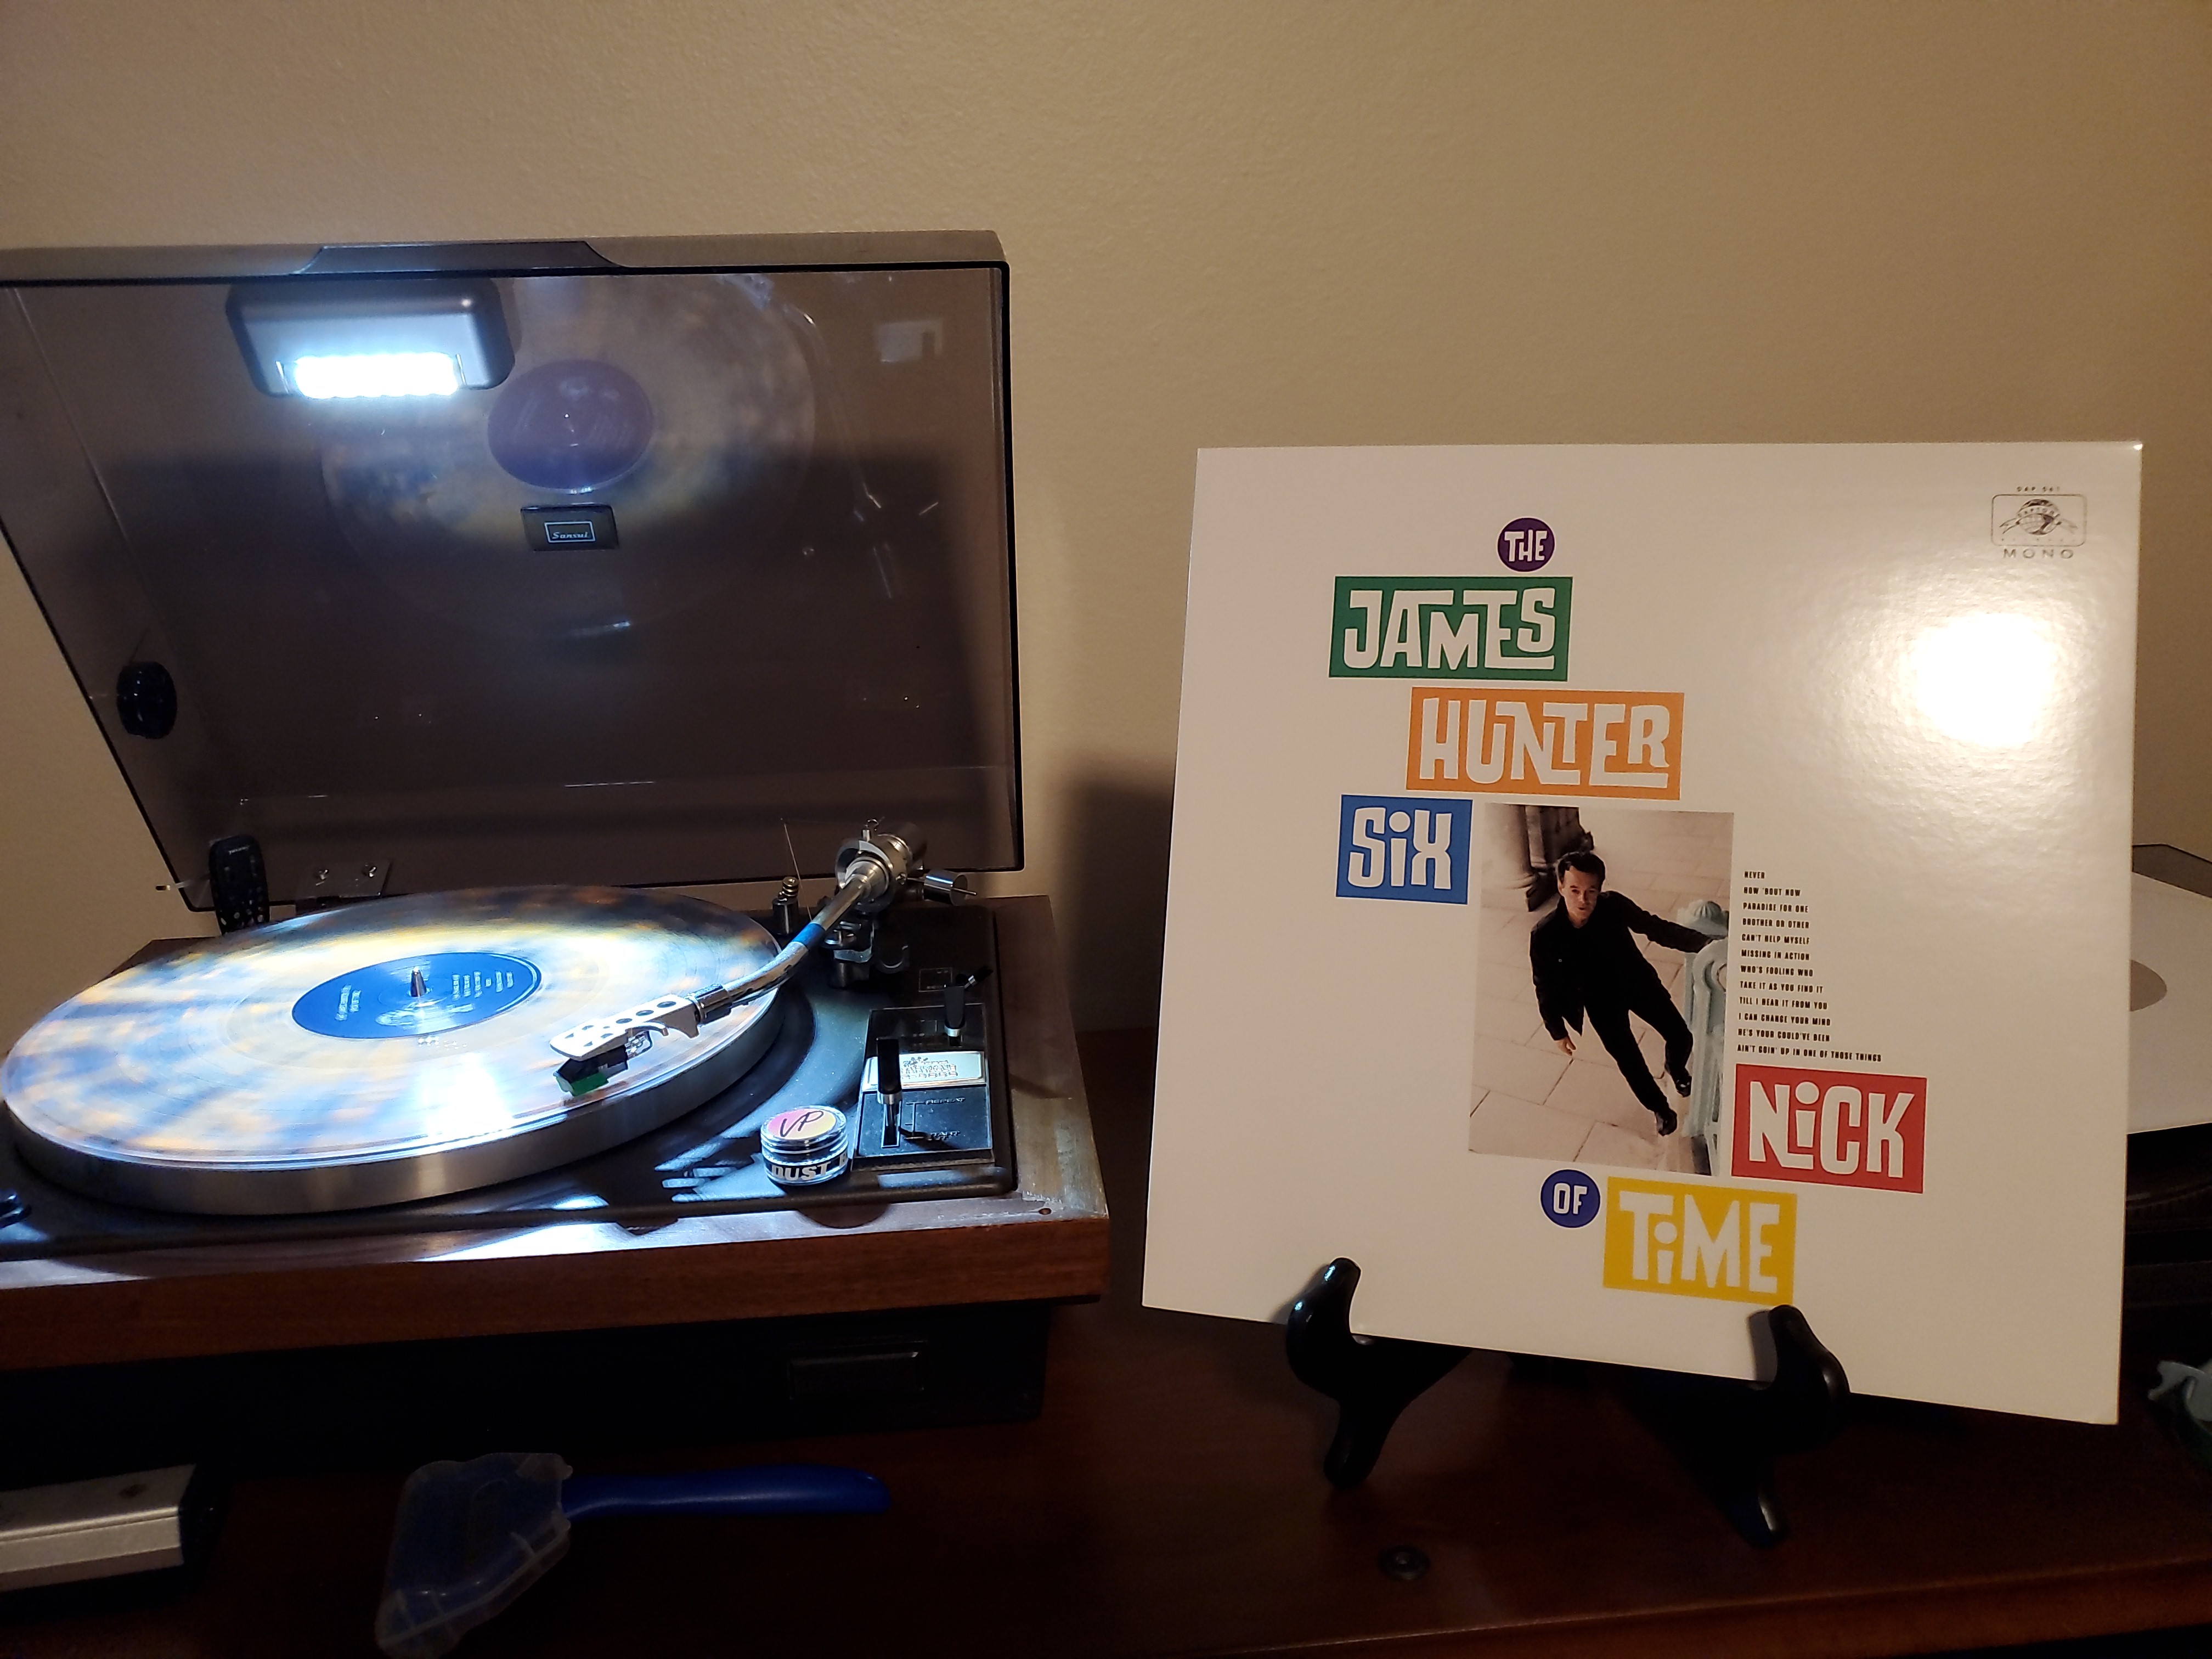 Sansui
VP
DUST
REPEAT
DAP-061
MONO
THE
JAMES
HUNTER
SiX
NEVER
HOW 'BOUT NOW
PARADISE FOR ONE
BROTHER OR OTHER
CAN'T HELP MYSELF
MISSING IN ACTION
WHO'S FOOLING WHO
TAKE IT AS YOU FIND IT
TILL I HEAR IT FROM YOU
I CAN CHANGE YOUR MIND
HE'S YOUR COULD'VE BEEN
AIN'T GOIN' UP IN ONE OF THOSE THINGS
NiCK
OF
TiME